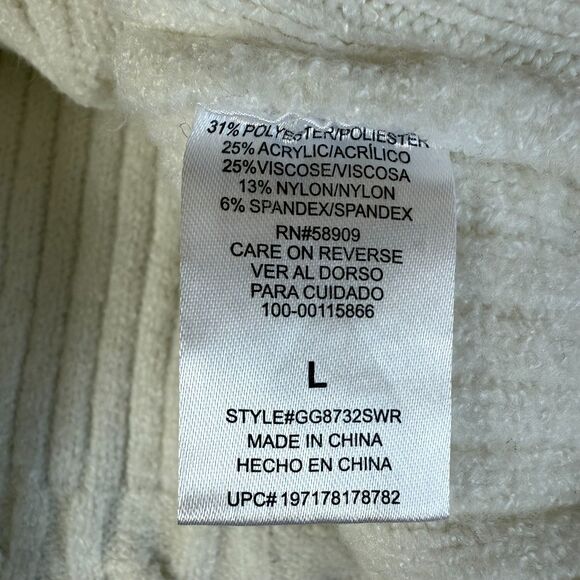 31% POLYESTER/POLIESTER
25% ACRYLIC/ACRÍLICO
25%VISCOSE/VISCOSA
13% NYLON/NYLON
6% SPANDEX/SPANDEX
RN#58909
CARE ON REVERSE
VER AL DORSO
PARA CUIDADO
100-00115866
L
STYLE#GG8732SWR
MADE IN CHINA
HECHO EN CHINA
UPC# 197178178782